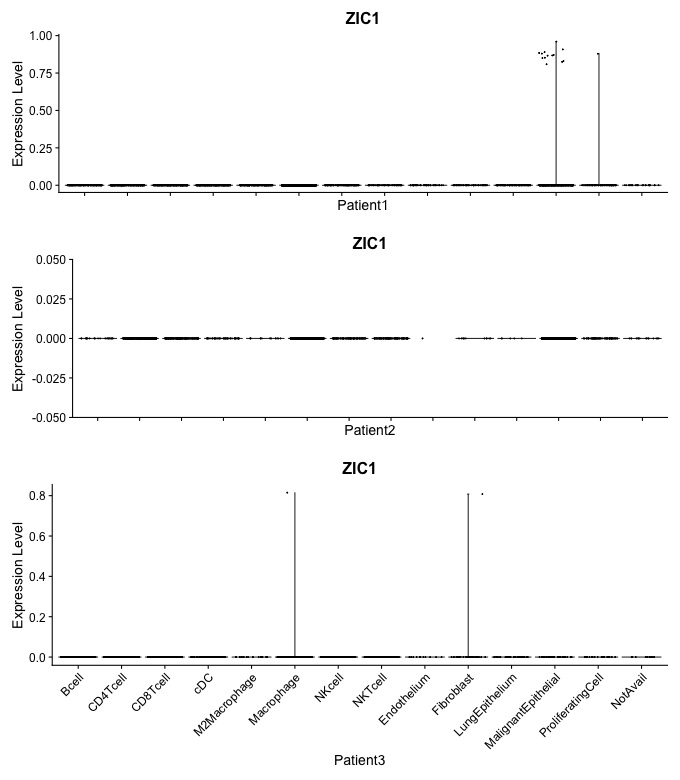 ZIC1
Expression Level
1.00
0.75
0.50
0.25
0.00
Patient1
ZIC1
Expression Level
0.050
0.025
0.000
-0.025
-0.050
Patient2
ZIC1
Expression Level
0.8
0.6
0.4
0.2
0.0
Bcell
CD4Tcell
CD8Tcell
cDC
M2Macrophage
Macrophage
NKcell
NKTcell
Endothelium
Fibroblast
LungEpithelium
MalignantEpithelial
ProliferatingCell
NotAvail
Patient3